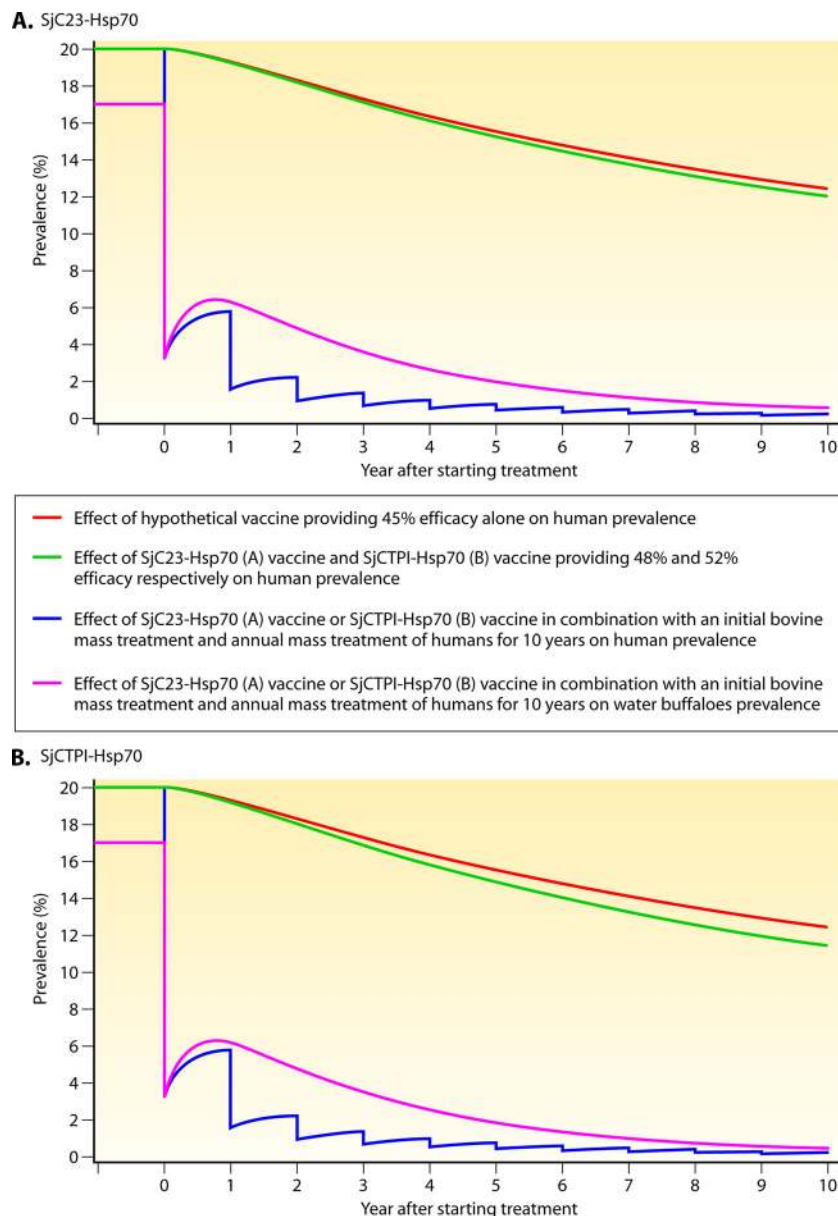 A. SjC23-Hsp70
20
18
16
14
12
10
8
6
4
2
0
Prevalence (%)
0 1 2 3 4 5 6 7 8 9 10
Year after starting treatment
Effect of hypothetical vaccine providing 45% efficacy alone on human prevalence
Effect of SjC23-Hsp70 (A) vaccine and SjCTPI-Hsp70 (B) vaccine providing 48% and 52%
efficacy respectively on human prevalence
Effect of SjC23-Hsp70 (A) vaccine or SjCTPI-Hsp70 (B) vaccine in combination with an initial bovine
mass treatment and annual mass treatment of humans for 10 years on human prevalence
Effect of SjC23-Hsp70 (A) vaccine or SjCTPI-Hsp70 (B) vaccine in combination with an initial bovine
mass treatment and annual mass treatment of humans for 10 years on water buffaloes prevalence
B. SjCTPI-Hsp70
20
18
16
14
12
10
8
6
4
2
0
Prevalence (%)
0 1 2 3 4 5 6 7 8 9 10
Year after starting treatment